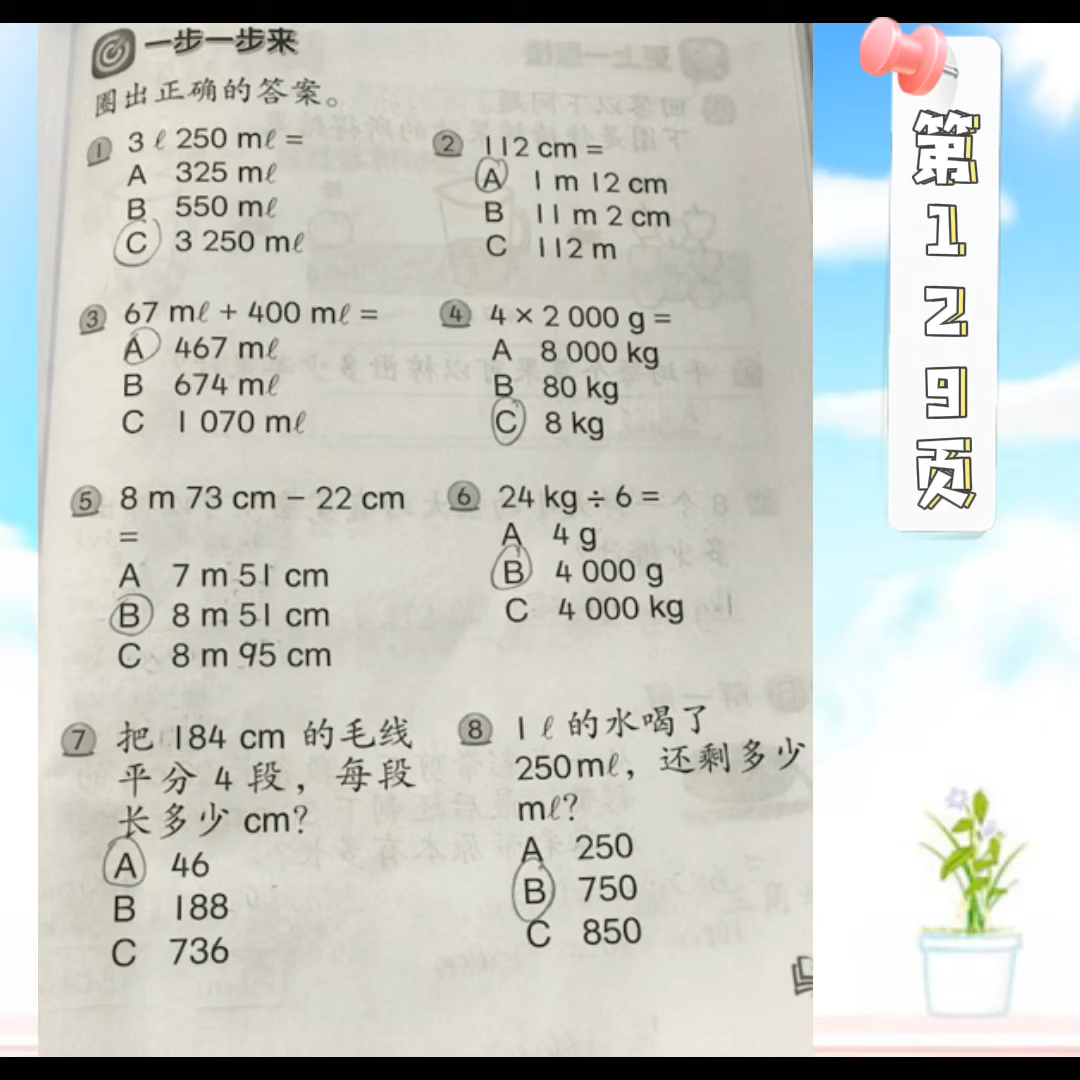 一步一步来
圈出正确的答案。
1 3 ℓ 250 mℓ =
A 325 mℓ
B 550 mℓ
C 3 250 mℓ
2 112 cm =
A 1 m 12 cm
B 11 m 2 cm
C 112 m
3 67 mℓ + 400 mℓ =
A 467 mℓ
B 674 mℓ
C 1 070 mℓ
4 4 × 2 000 g =
A 8 000 kg
B 80 kg
C 8 kg
5 8 m 73 cm − 22 cm
=
A 7 m 51 cm
B 8 m 51 cm
C 8 m 95 cm
6 24 kg ÷ 6 =
A 4 g
B 4 000 g
C 4 000 kg
7 把 184 cm 的毛线
平分 4 段，每段
长多少 cm?
A 46
B 188
C 736
8 1 ℓ 的水喝了
250 mℓ，还剩多少
mℓ?
A 250
B 750
C 850
第
1
2
9
页